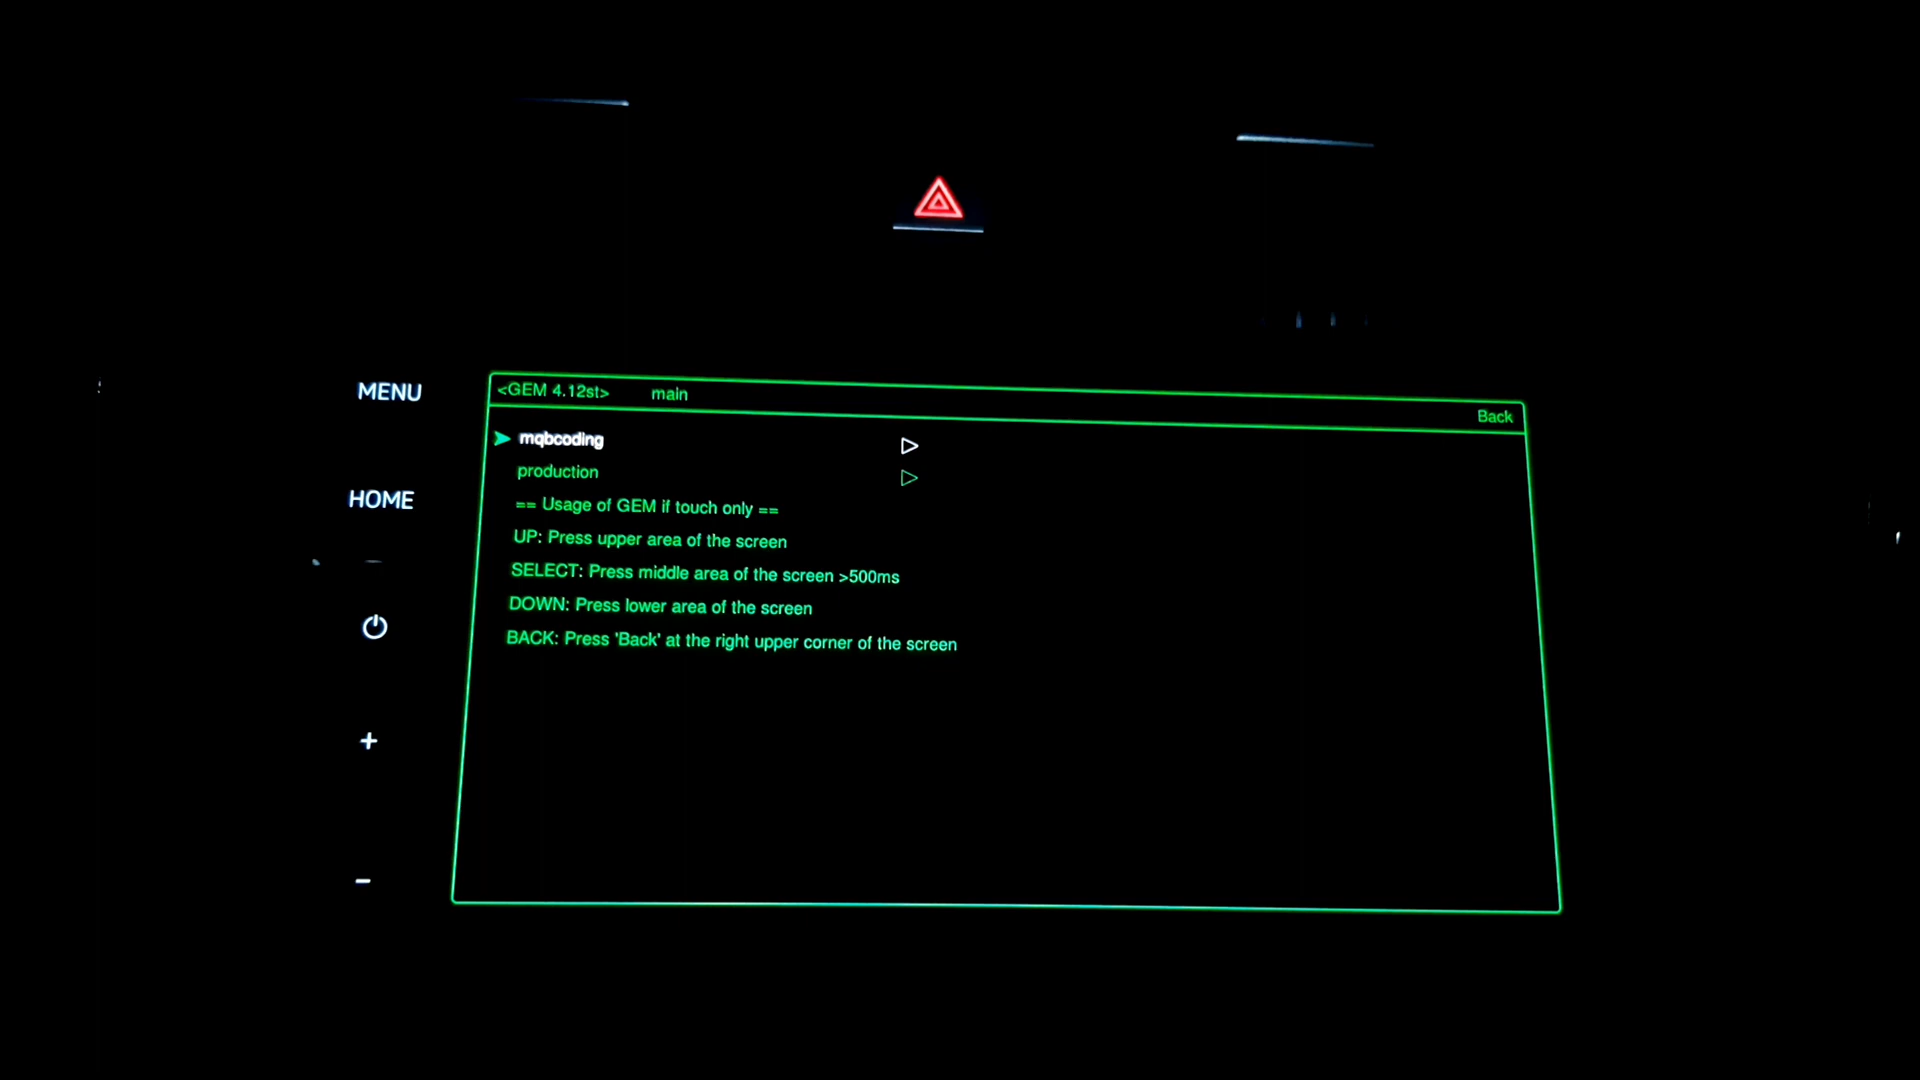 MENU
<GEM 4.12st> main
Back
mqbcoding
production
HOME
== Usage of GEM if touch only ==
UP: Press upper area of the screen
SELECT: Press middle area of the screen >500ms
DOWN: Press lower area of the screen
BACK: Press 'Back' at the right upper corner of the screen
+
-